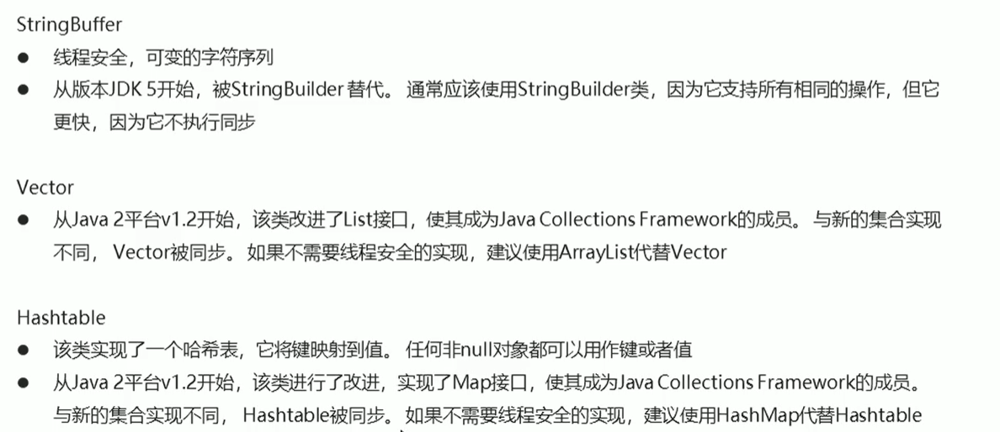 StringBuffer
● 线程安全，可变的字符序列
● 从版本JDK 5开始，被StringBuilder 替代。 通常应该使用StringBuilder类，因为它支持所有相同的操作，但它
更快，因为它不执行同步
Vector
● 从Java 2平台v1.2开始，该类改进了List接口，使其成为Java Collections Framework的成员。 与新的集合实现
不同， Vector被同步。 如果不需要线程安全的实现，建议使用ArrayList代替Vector
Hashtable
● 该类实现了一个哈希表，它将键映射到值。 任何非null对象都可以用作键或者值
● 从Java 2平台v1.2开始，该类进行了改进，实现了Map接口，使其成为Java Collections Framework的成员。
与新的集合实现不同， Hashtable被同步。 如果不需要线程安全的实现，建议使用HashMap代替Hashtable